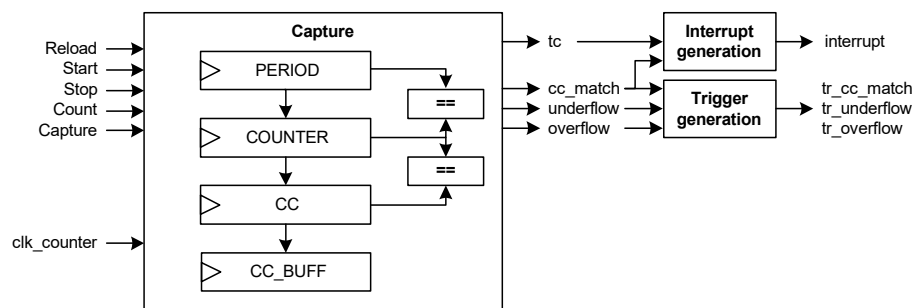 Capture
Reload
Start
Stop
Count
Capture
clk_counter
PERIOD
COUNTER
CC
CC_BUFF
==
==
tc
cc_match
underflow
overflow
Interrupt
generation
Trigger
generation
interrupt
tr_cc_match
tr_underflow
tr_overflow